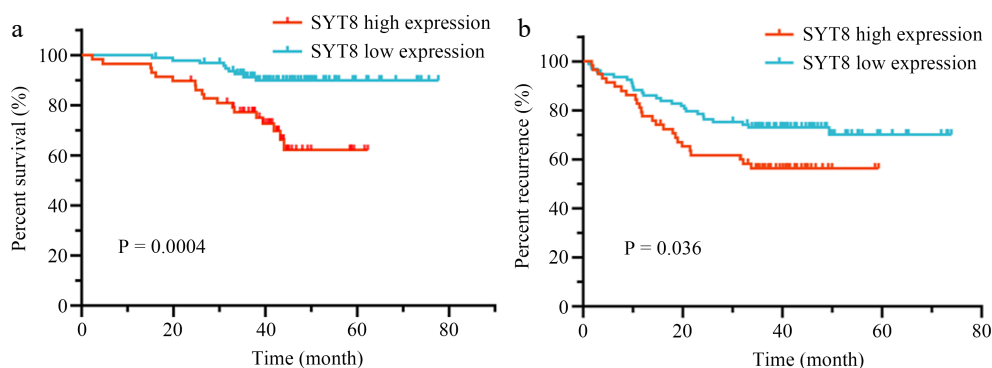 a
SYT8 high expression
SYT8 low expression
Percent survival (%)
100
80
60
40
20
0
P = 0.0004
0 20 40 60 80
Time (month)
b
SYT8 high expression
SYT8 low expression
Percent recurrence (%)
100
80
60
40
20
0
P = 0.036
0 20 40 60 80
Time (month)